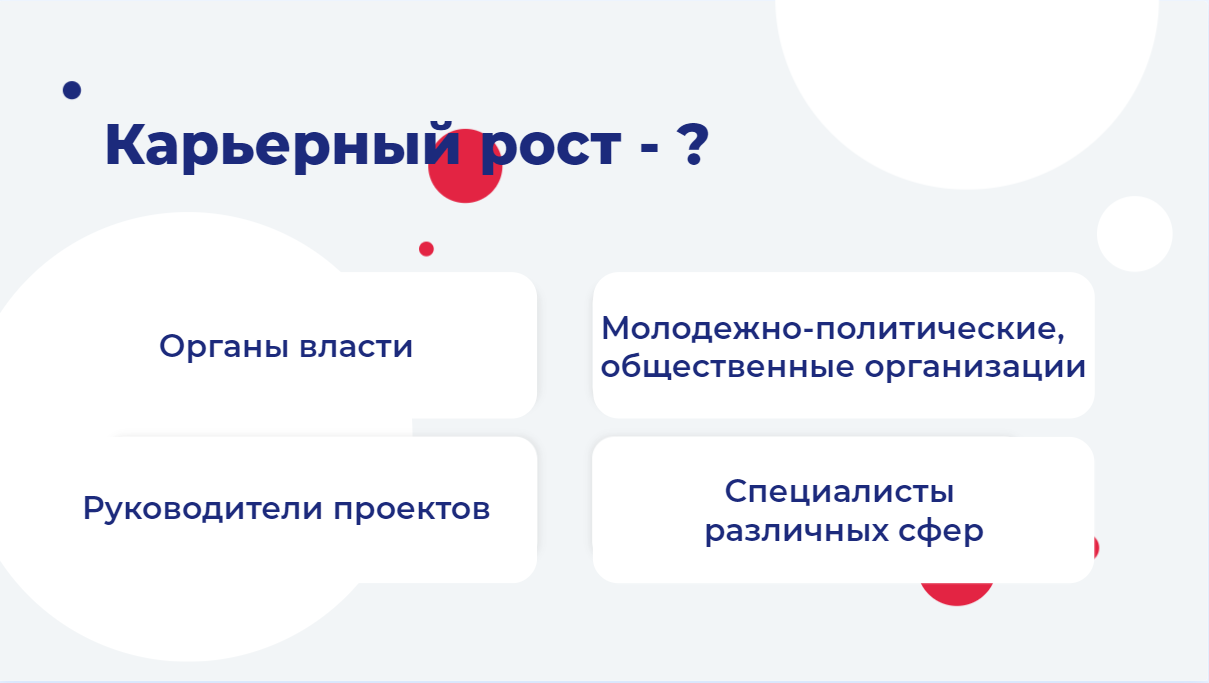 Карьерный рост - ?
Органы власти
Молодежно-политические,
общественные организации
Руководители проектов
Специалисты
различных сфер